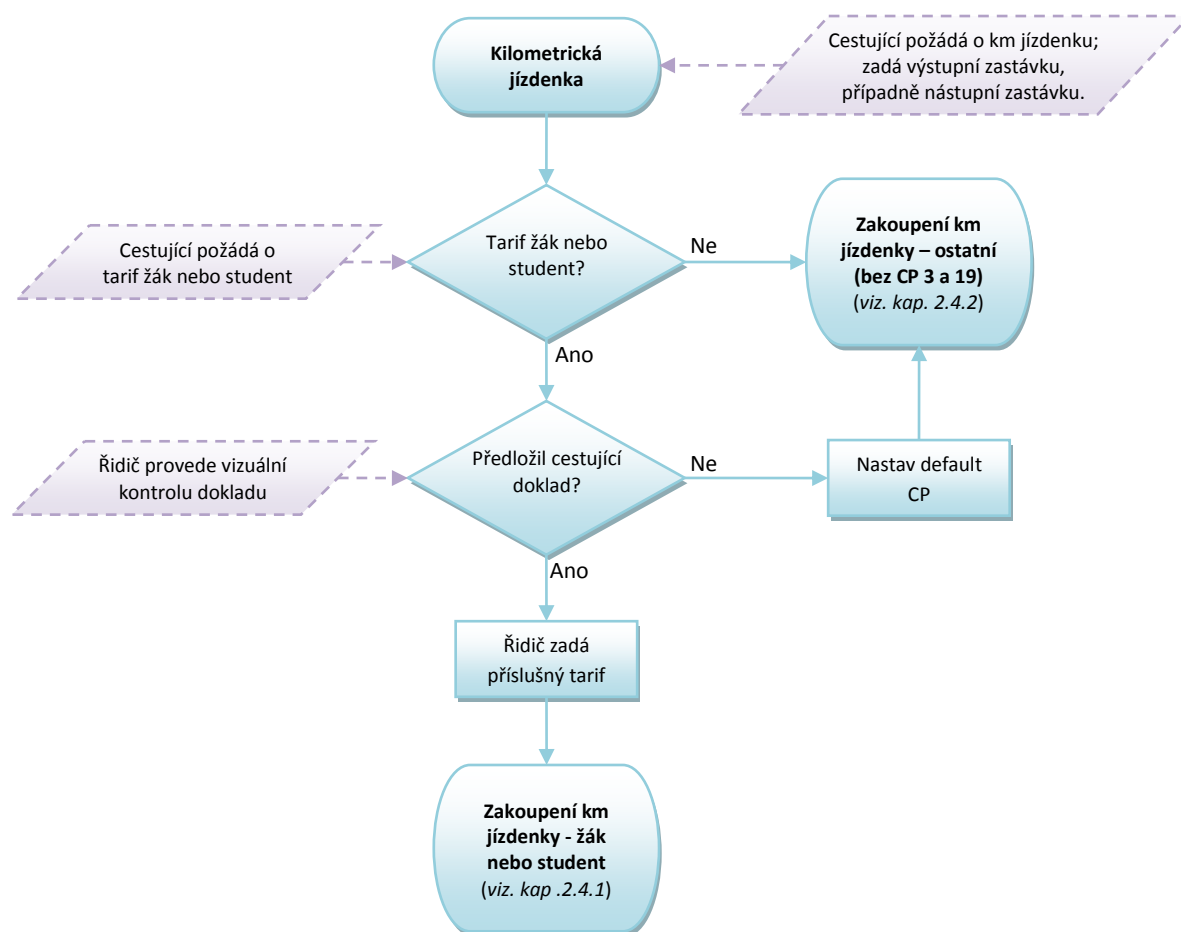 Kilometrická
jízdenka
Cestující požádá o km jízdenku;
zadá výstupní zastávku,
případně nástupní zastávku.
Cestující požádá o
tarif žák nebo student
Tarif žák nebo
student?
Ne
Zakoupení km
jízdenky – ostatní
(bez CP 3 a 19)
(viz. kap. 2.4.2)
Ano
Řidič provede vizuální
kontrolu dokladu
Předložil cestující
doklad?
Ne
Nastav default
CP
Ano
Řidič zadá
příslušný tarif
Zakoupení km
jízdenky - žák
nebo student
(viz. kap .2.4.1)